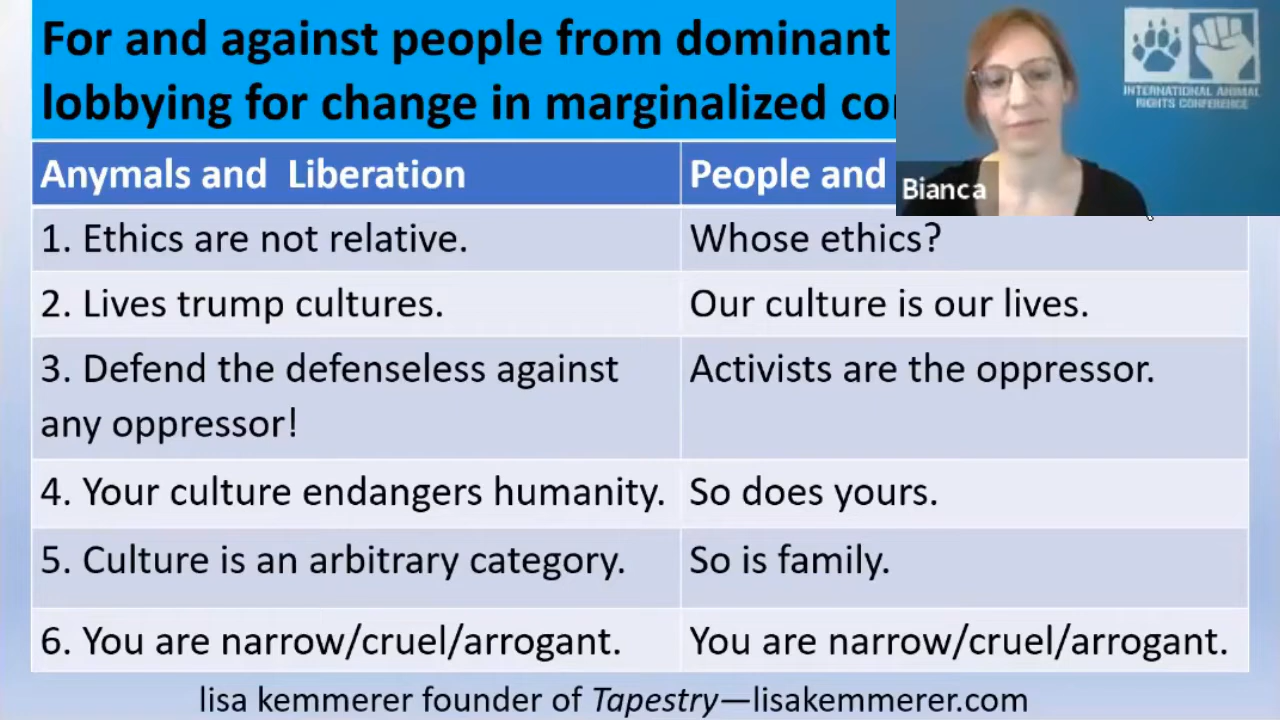 For and against people from dominant
lobbying for change in marginalized
INTERNATIONAL ANIMAL
RIGHTS CONFERENCE
Bianca
Anymals and Liberation
People and
1. Ethics are not relative.
Whose ethics?
2. Lives trump cultures.
Our culture is our lives.
3. Defend the defenseless against
any oppressor!
Activists are the oppressor.
4. Your culture endangers humanity.
So does yours.
5. Culture is an arbitrary category.
So is family.
6. You are narrow/cruel/arrogant.
You are narrow/cruel/arrogant.
lisa kemmerer founder of Tapestry—lisakemmerer.com